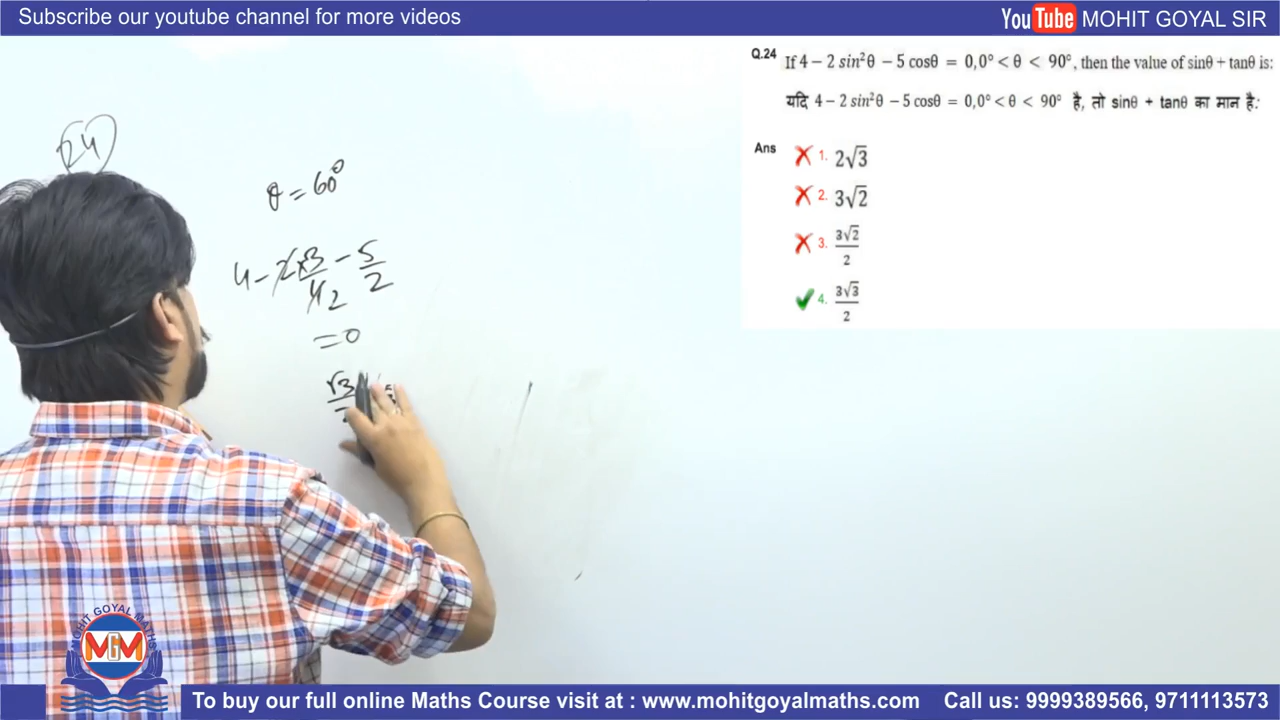 Subscribe our youtube channel for more videos
YouTube MOHIT GOYAL SIR
Q.24 If 4 − 2 sin²θ − 5 cosθ = 0, 0° < θ < 90°, then the value of sinθ + tanθ is:
यदि 4 − 2 sin²θ − 5 cosθ = 0, 0° < θ < 90° है, तो sinθ + tanθ का मान है:
Ans
1. 2√3
2. 3√2
3. 3√2/2
4. 3√3/2
24
θ = 60°
4 − 2×3/4 2 − 5/2
= 0
√3
MOHIT GOYAL MATHS
MGM
To buy our full online Maths Course visit at : www.mohitgoyalmaths.com Call us: 9999389566, 9711113573